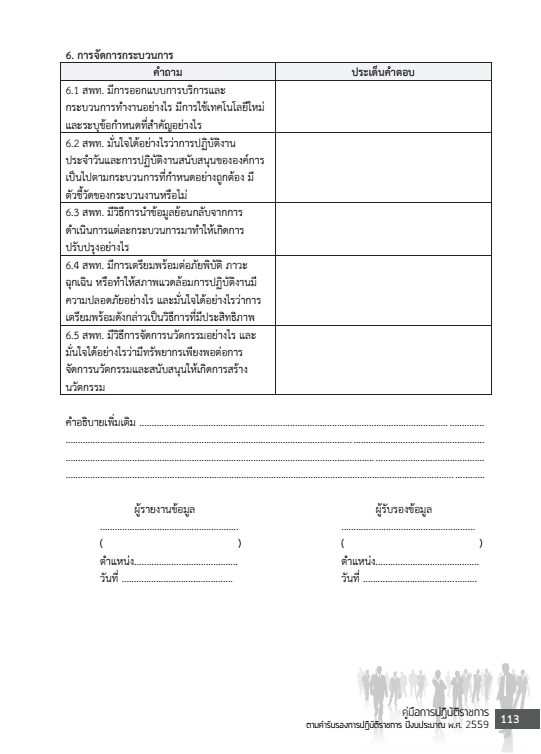 6. การจัดการกระบวนการ
คำถาม ประเด็นคำตอบ
6.1 สพท. มีการออกแบบการบริการและ
กระบวนการทำงานอย่างไร มีการใช้เทคโนโลยีใหม่
และระบุข้อกำหนดที่สำคัญอย่างไร
6.2 สพท. มั่นใจได้อย่างไรว่าการปฏิบัติงาน
ประจำวันและการปฏิบัติงานสนับสนุนขององค์การ
เป็นไปตามกระบวนการที่กำหนดอย่างถูกต้อง มี
ตัวชี้วัดของกระบวนงานหรือไม่
6.3 สพท. มีวิธีการนำข้อมูลย้อนกลับจากการ
ดำเนินการแต่ละกระบวนการมาทำให้เกิดการ
ปรับปรุงอย่างไร
6.4 สพท. มีการเตรียมพร้อมต่อภัยพิบัติ ภาวะ
ฉุกเฉิน หรือทำให้สภาพแวดล้อมการปฏิบัติงานมี
ความปลอดภัยอย่างไร และมั่นใจได้อย่างไรว่าการ
เตรียมพร้อมดังกล่าวเป็นวิธีการที่มีประสิทธิภาพ
6.5 สพท. มีวิธีการจัดการนวัตกรรมอย่างไร และ
มั่นใจได้อย่างไรว่ามีทรัพยากรเพียงพอต่อการ
จัดการนวัตกรรมและสนับสนุนให้เกิดการสร้าง
นวัตกรรม
คำอธิบายเพิ่มเติม ........................................................................
........................................................................
........................................................................
........................................................................
ผู้รายงานข้อมูล ผู้รับรองข้อมูล
.................................................. ..................................................
( ) ( )
ตำแหน่ง...................................... ตำแหน่ง......................................
วันที่ ........................................ วันที่ ........................................
คู่มือการปฏิบัติราชการ
ตามคำรับรองการปฏิบัติราชการ ปีงบประมาณ พ.ศ. 2559 113